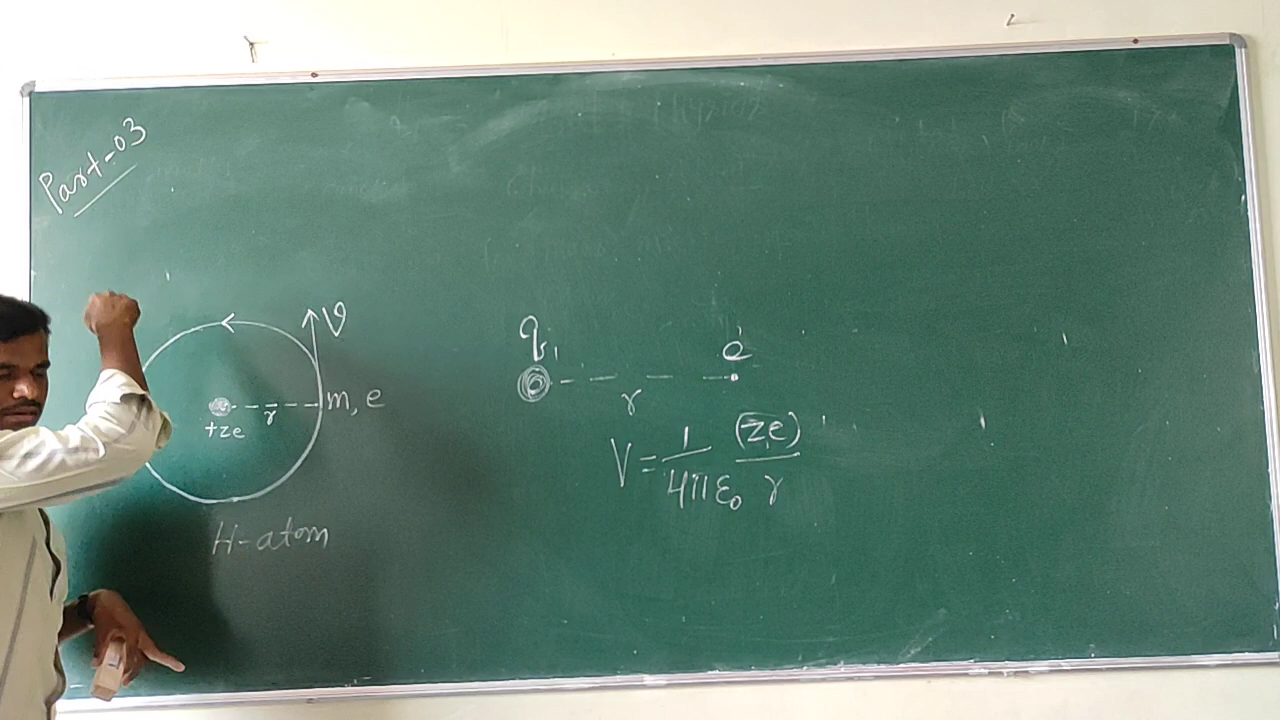 Part-03
V
m, e
r
+ze
H-atom
q1 e
r
V = 1/4πε0 (ze)/r